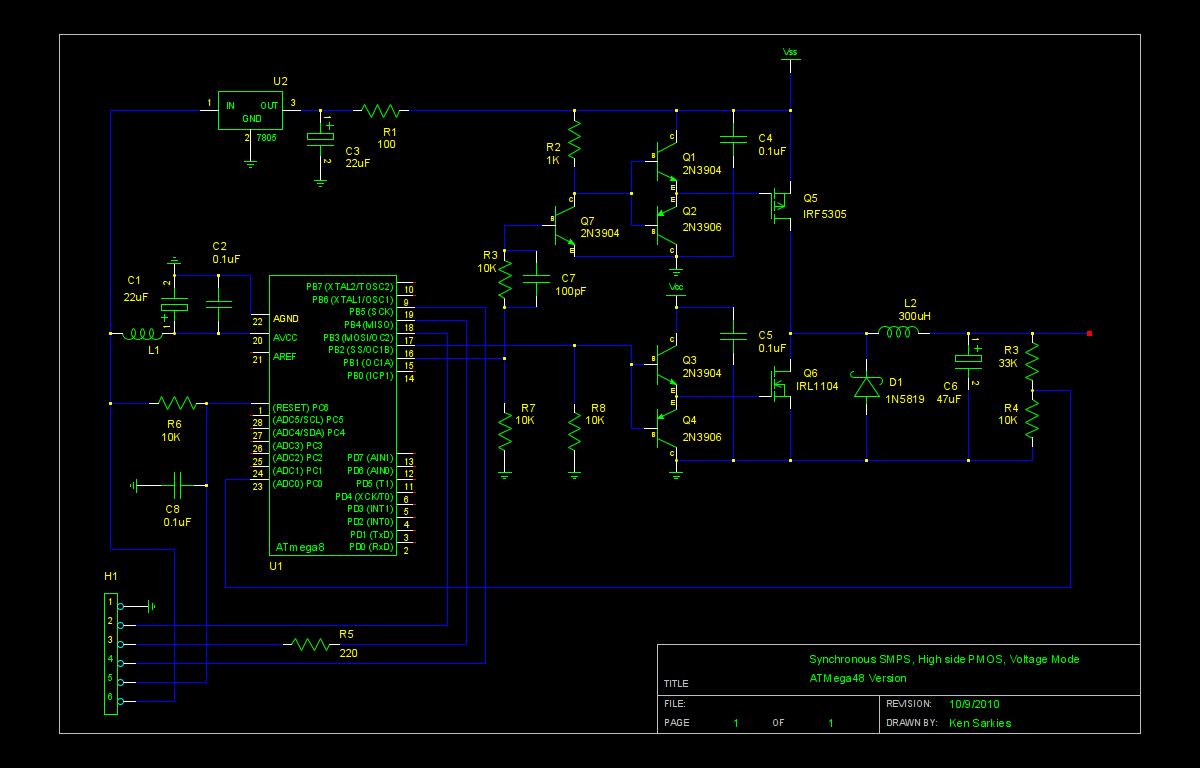 Vss
U2
1 IN OUT 3
GND
2 7805
1
+
2
C3
22uF
R1
100
R2
1K
C
B
E
Q1
2N3904
C4
0.1uF
E
B
C
Q2
2N3906
C
B
E
Q7
2N3904
Q5
IRF5305
R3
10K
C7
100pF
C2
0.1uF
C1
22uF
2
+
1
L1
Vcc
C5
0.1uF
C
B
E
Q3
2N3904
E
B
C
Q4
2N3906
Q6
IRL1104
L2
300uH
D1
1N5819
1
+
2
C6
47uF
R3
33K
R4
10K
R7
10K
R8
10K
R6
10K
C8
0.1uF
22 AGND
20 AVCC
21 AREF
1 (RESET) PC6
28 (ADC5/SCL) PC5
27 (ADC4/SDA) PC4
26 (ADC3) PC3
25 (ADC2) PC2
24 (ADC1) PC1
23 (ADC0) PC0
PB7 (XTAL2/TOSC2) 10
PB6 (XTAL1/OSC1) 9
PB5 (SCK) 19
PB4 (MISO) 18
PB3 (MOSI/OC2) 17
PB2 (SS/OC1B) 16
PB1 (OC1A) 15
PB0 (ICP1) 14
PD7 (AIN1) 13
PD6 (AIN0) 12
PD5 (T1) 11
PD4 (XCK/T0) 6
PD3 (INT1) 5
PD2 (INT0) 4
PD1 (TxD) 3
PD0 (RxD) 2
ATmega8
U1
H1
1
2
3
4
5
6
R5
220
Synchronous SMPS, High side PMOS, Voltage Mode
TITLE ATMega48 Version
FILE: REVISION: 10/9/2010
PAGE 1 OF 1 DRAWN BY: Ken Sarkies